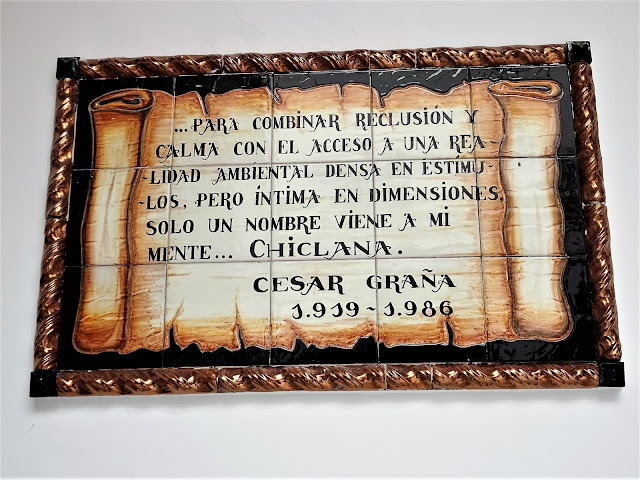 ...PARA COMBINAR RECLUSIÓN Y
CALMA CON EL ACCESO A UNA REA-
-LIDAD AMBIENTAL DENSA EN ESTÍMU-
-LOS, PERO ÍNTIMA EN DIMENSIONES,
SOLO UN NOMBRE VIENE A MI
MENTE... CHICLANA.
CESAR GRAÑA
1.919-1.986